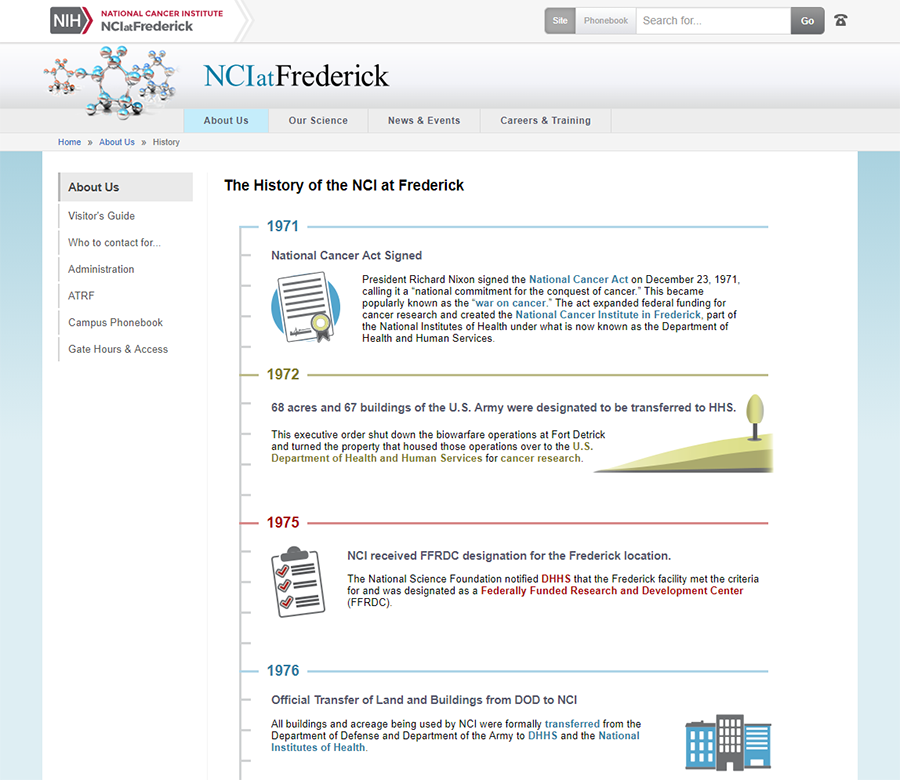 NIH
NATIONAL CANCER INSTITUTE
NCIatFrederick
Site
Phonebook
Search for...
Go
NCIatFrederick
About Us
Our Science
News & Events
Careers & Training
Home » About Us » History
About Us
Visitor's Guide
Who to contact for...
Administration
ATRF
Campus Phonebook
Gate Hours & Access
The History of the NCI at Frederick
1971
National Cancer Act Signed
President Richard Nixon signed the National Cancer Act on December 23, 1971,
calling it a “national commitment for the conquest of cancer.” This became
popularly known as the “war on cancer.” The act expanded federal funding for
cancer research and created the National Cancer Institute in Frederick, part of
the National Institutes of Health under what is now known as the Department of
Health and Human Services.
1972
68 acres and 67 buildings of the U.S. Army were designated to be transferred to HHS.
This executive order shut down the biowarfare operations at Fort Detrick
and turned the property that housed those operations over to the U.S.
Department of Health and Human Services for cancer research.
1975
NCI received FFRDC designation for the Frederick location.
The National Science Foundation notified DHHS that the Frederick facility met the criteria
for and was designated as a Federally Funded Research and Development Center
(FFRDC).
1976
Official Transfer of Land and Buildings from DOD to NCI
All buildings and acreage being used by NCI were formally transferred from the
Department of Defense and Department of the Army to DHHS and the National
Institutes of Health.